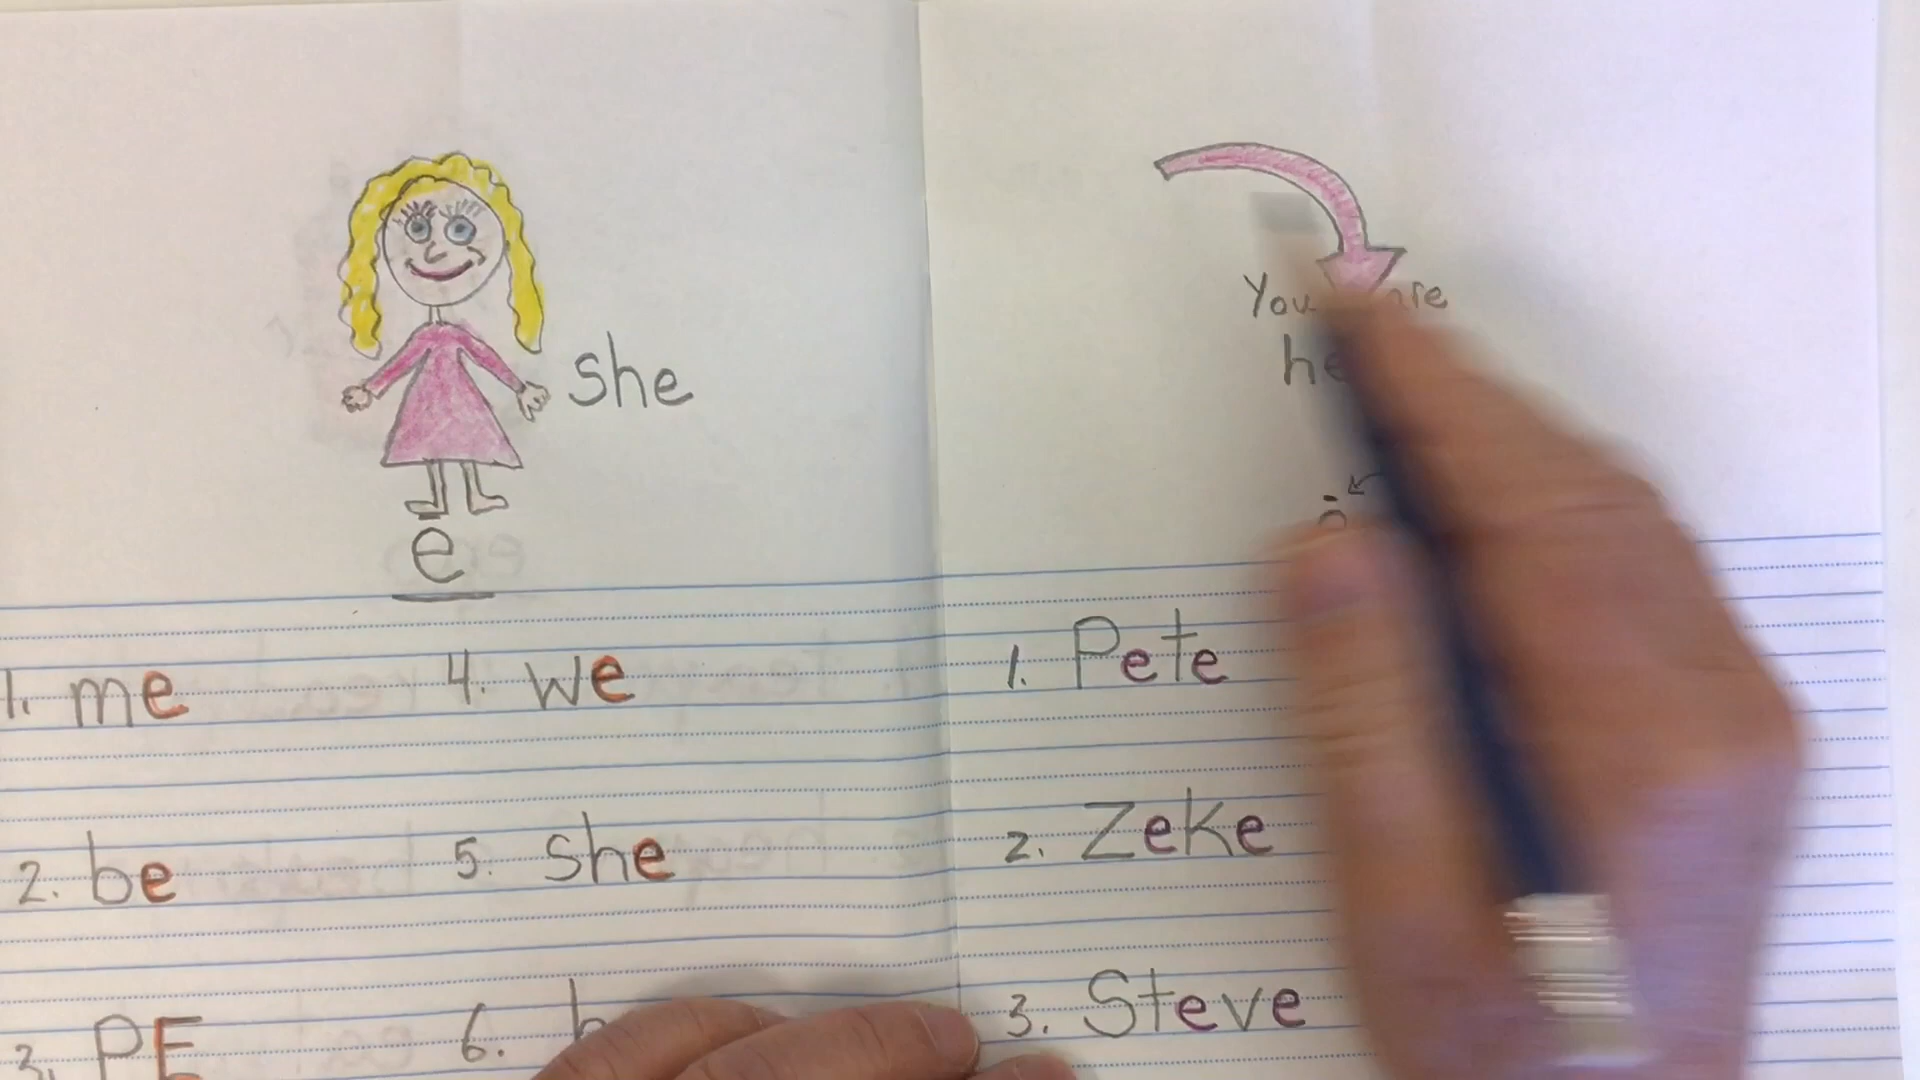 she
ē
1. me
4. we
2. be
5. she
3. PE
6.
You are
1. Pete
2. Zeke
3. Steve